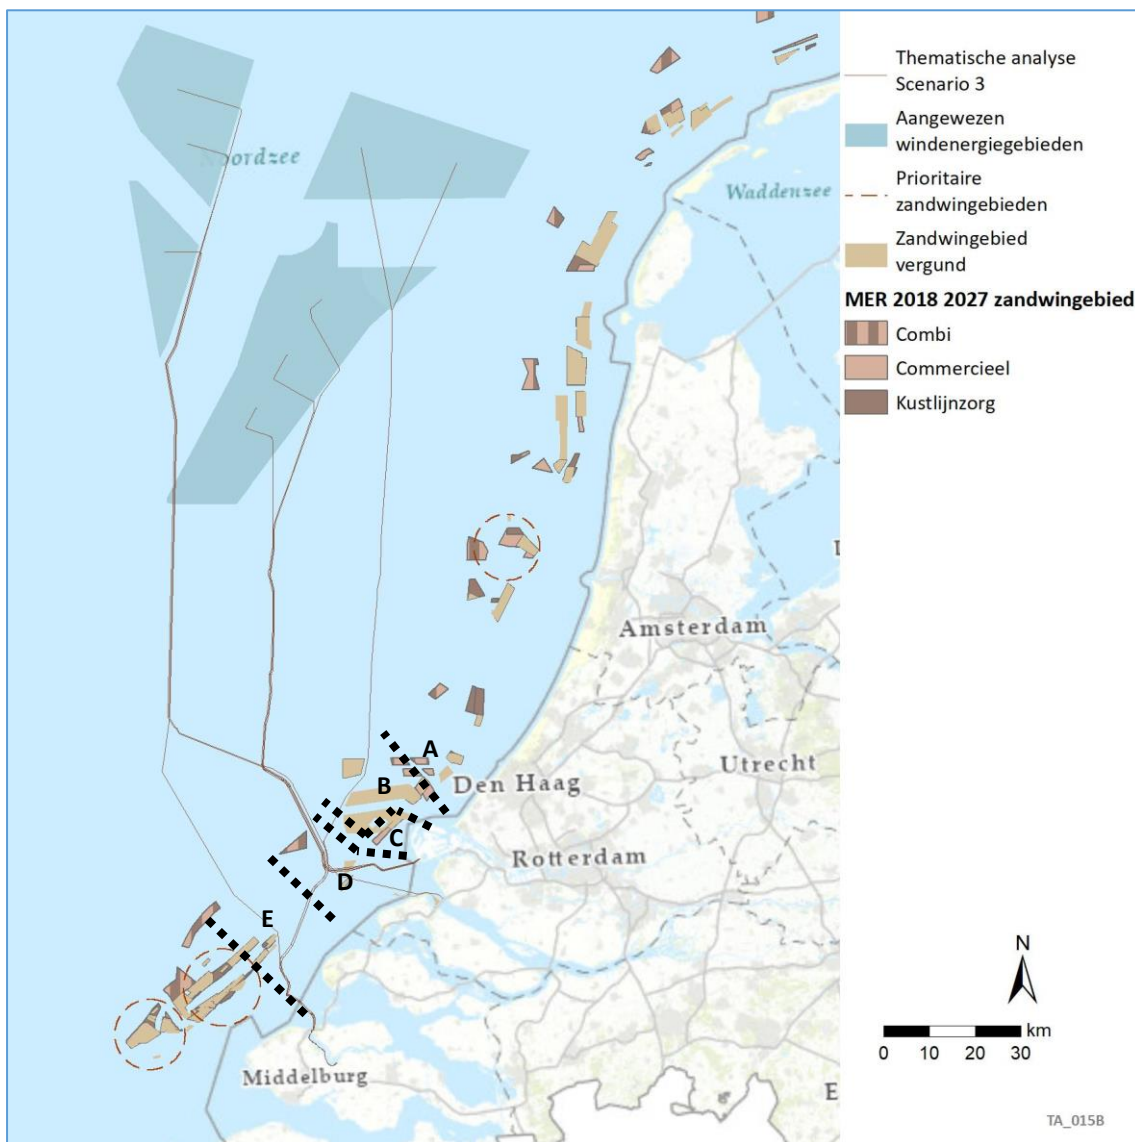 Noordzee
Waddenzee
Amsterdam
Utrecht
Den Haag
Rotterdam
Middelburg
A
B
C
D
E
Thematische analyse
Scenario 3
Aangewezen
windenergiegebieden
Prioritaire
zandwingebieden
Zandwingebied
vergund
MER 2018 2027 zandwingebied
Combi
Commercieel
Kustlijnzorg
N
km
0 10 20 30
TA_015B